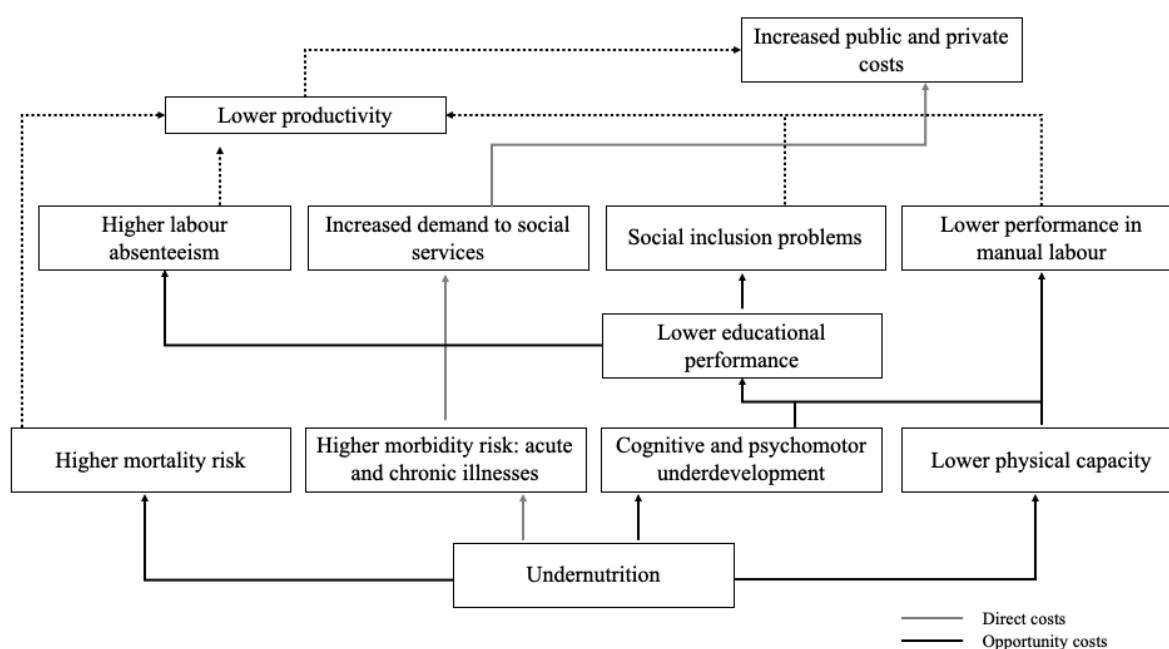 Increased public and private
costs
Lower productivity
Higher labour
absenteeism
Increased demand to social
services
Social inclusion problems
Lower performance in
manual labour
Lower educational
performance
Higher mortality risk
Higher morbidity risk: acute
and chronic illnesses
Cognitive and psychomotor
underdevelopment
Lower physical capacity
Undernutrition
Direct costs
Opportunity costs